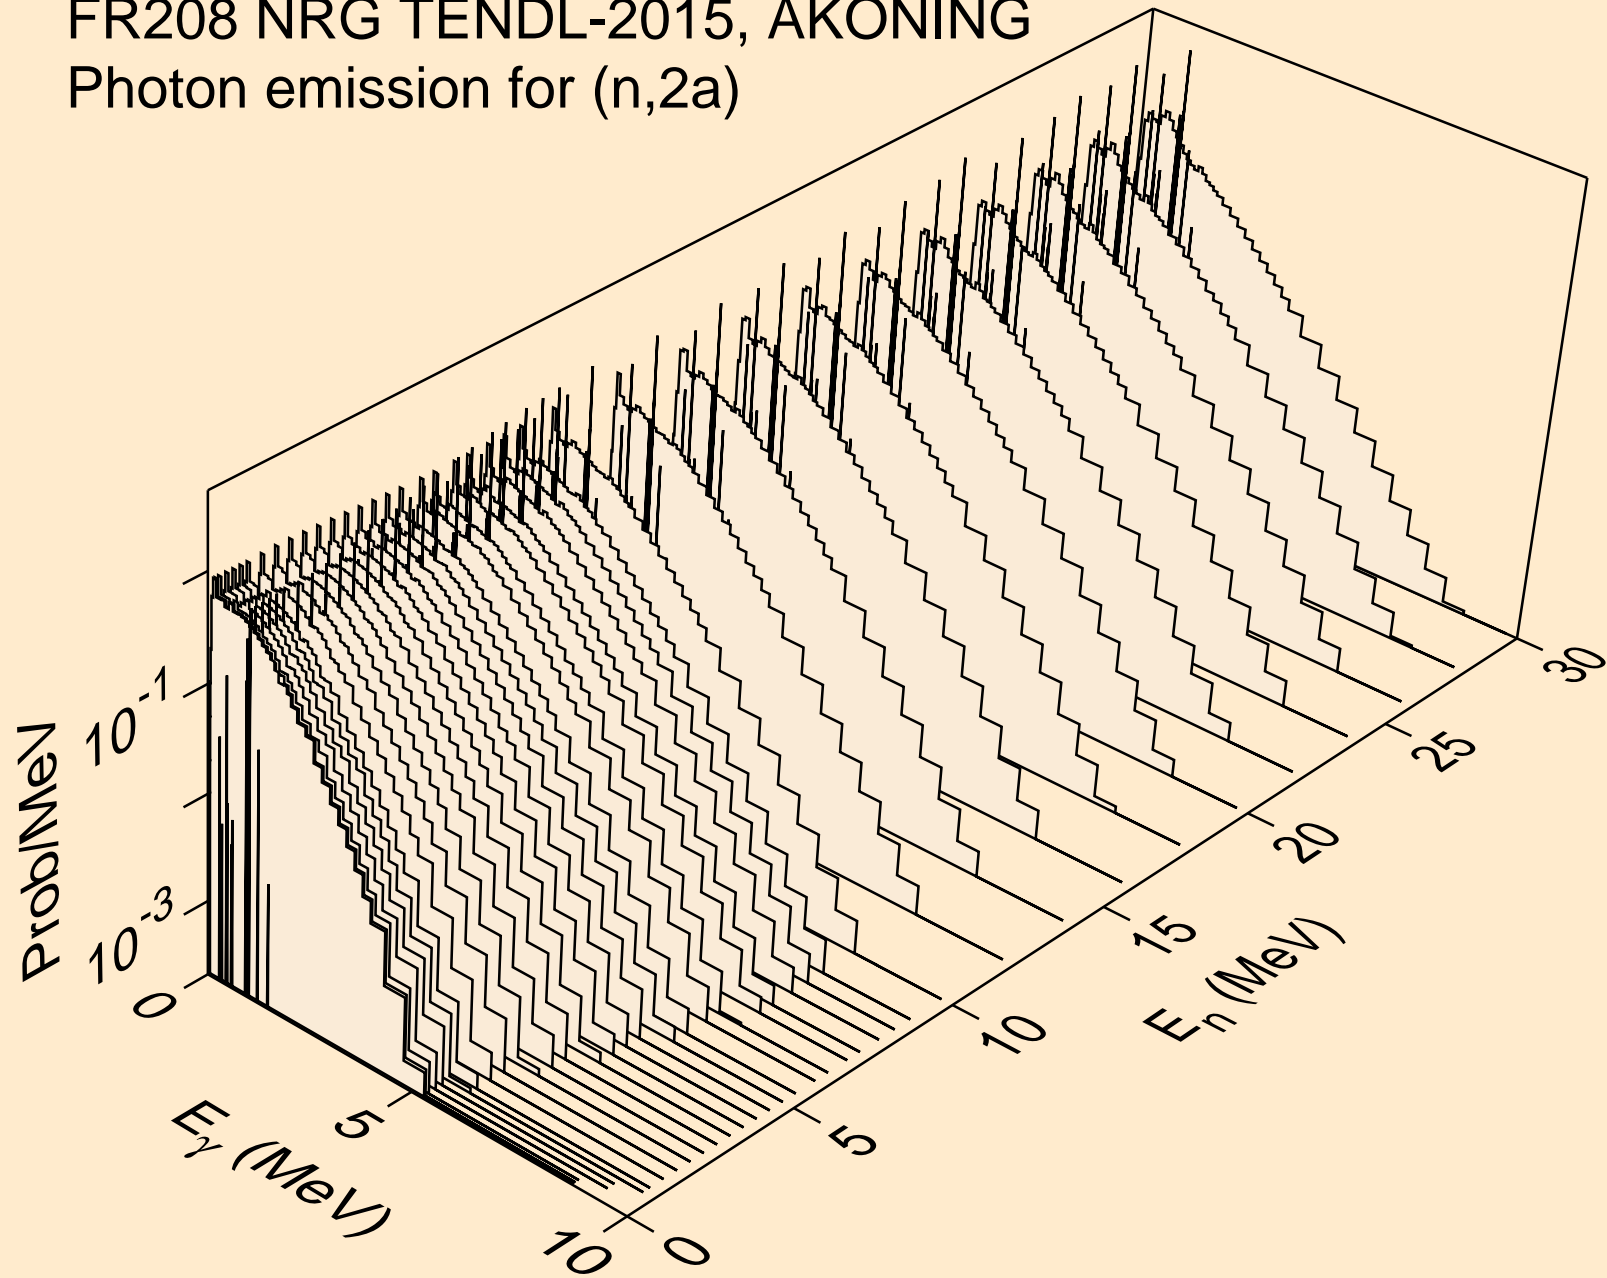 FR208 NRG TENDL-2015, AKONING
Photon emission for (n,2a)
Prob/MeV
10-1
10-3
0
5
10
Eγ (MeV)
0
5
10
15
20
25
30
En (MeV)